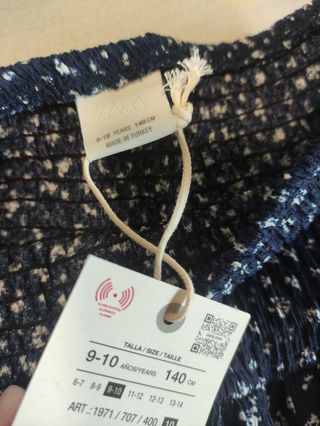 9-10 YEARS 140 CM
MADE IN TURKEY
TALLA / SIZE / TAILLE
9-10 AÑOS/YEARS 140 CM
6-7 8-9 9-10 11-12 12-13 13-14
ART.: 1971 / 707 / 400 10